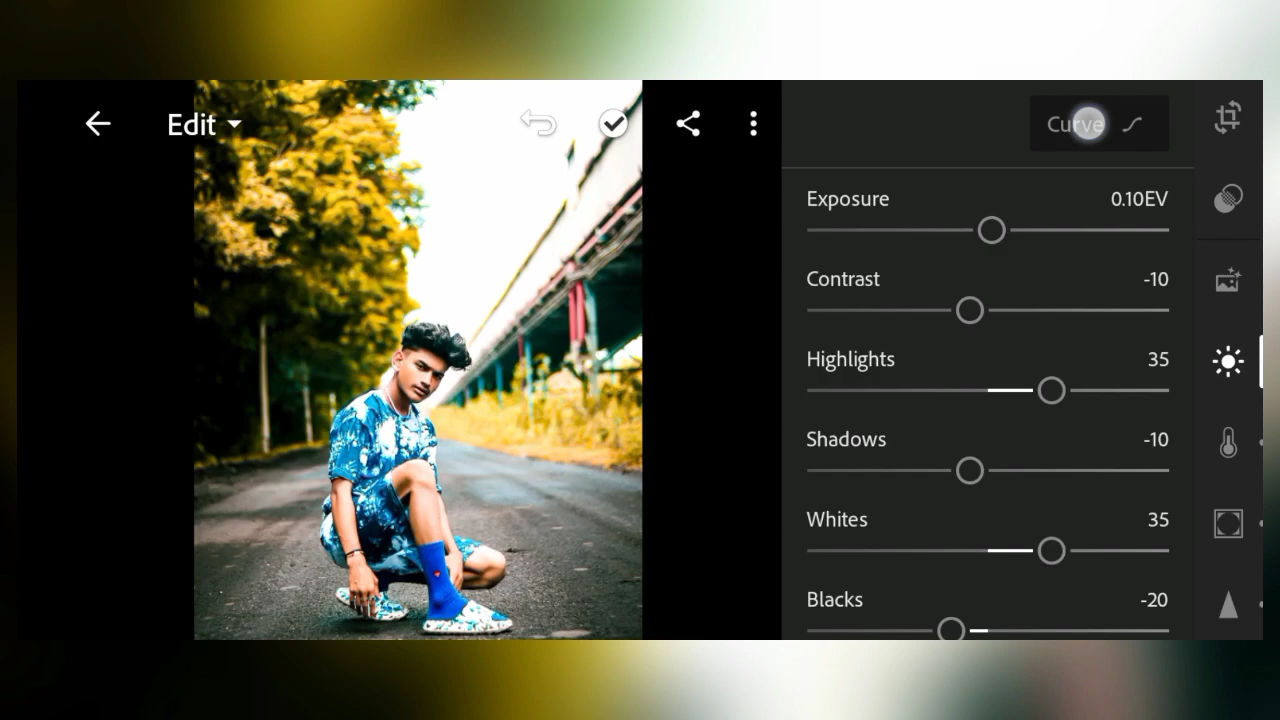 Edit
Curve
Exposure 0.10EV
Contrast -10
Highlights 35
Shadows -10
Whites 35
Blacks -20